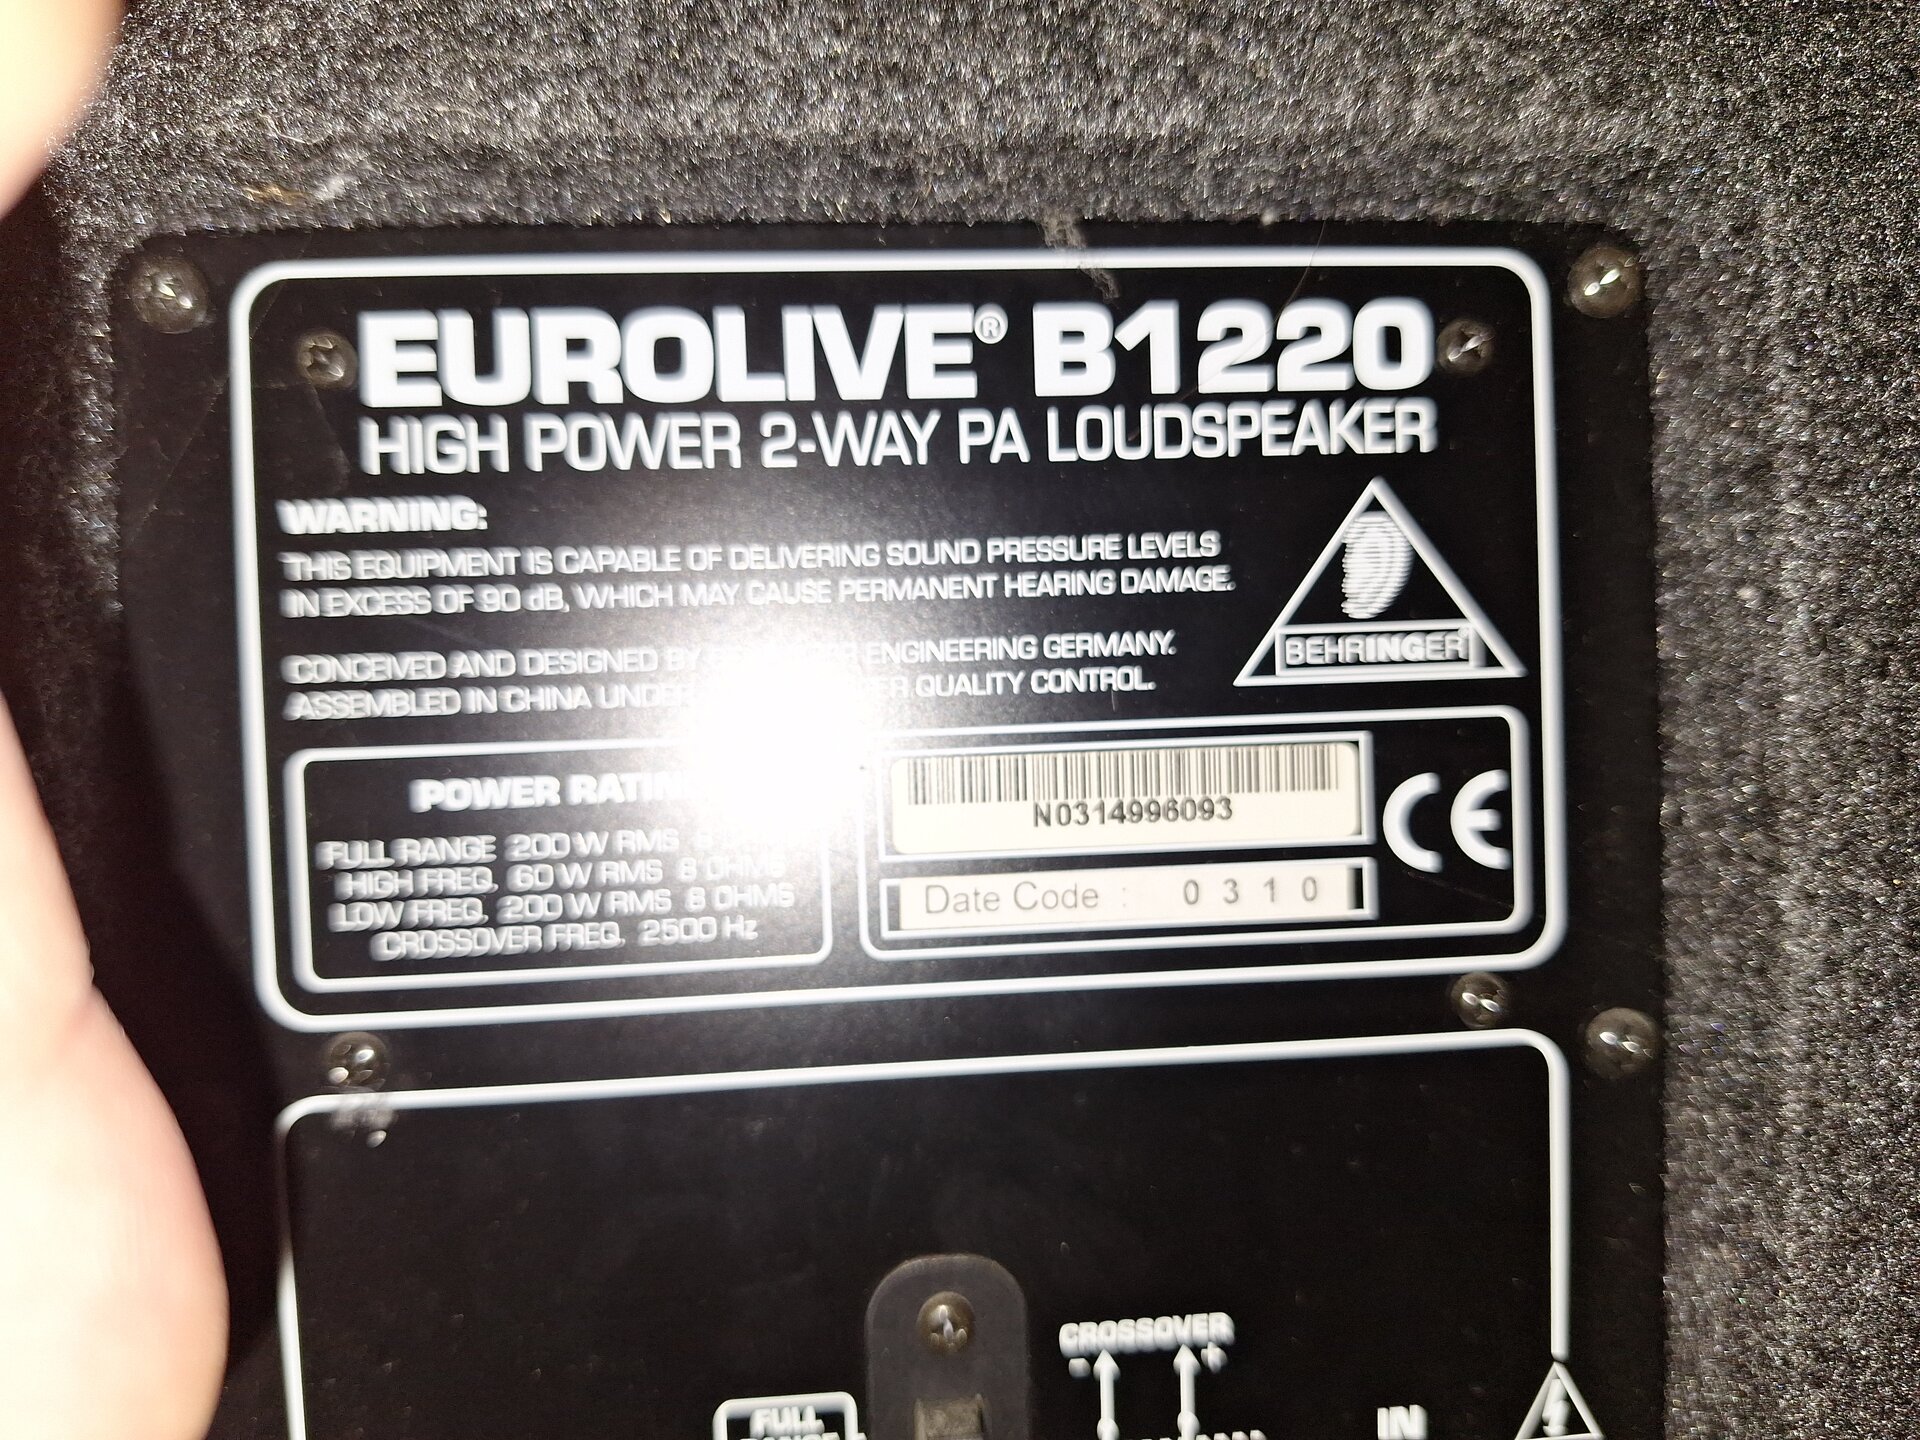 EUROLIVE® B1220
HIGH POWER 2-WAY PA LOUDSPEAKER
WARNING:
THIS EQUIPMENT IS CAPABLE OF DELIVERING SOUND PRESSURE LEVELS
IN EXCESS OF 90 dB, WHICH MAY CAUSE PERMANENT HEARING DAMAGE.
CONCEIVED AND DESIGNED BY ENGINEERING GERMANY.
ASSEMBLED IN CHINA QUALITY CONTROL.
BEHRINGER
POWER
FULL RANGE 200 W RMS
HIGH FREQ. 60 W RMS 8 OHMS
LOW FREQ. 200 W RMS 8 OHMS
CROSSOVER FREQ. 2500 Hz
N0314996093
Date Code : 0310
CE
CROSSOVER
- +
FULL
RANGE
IN